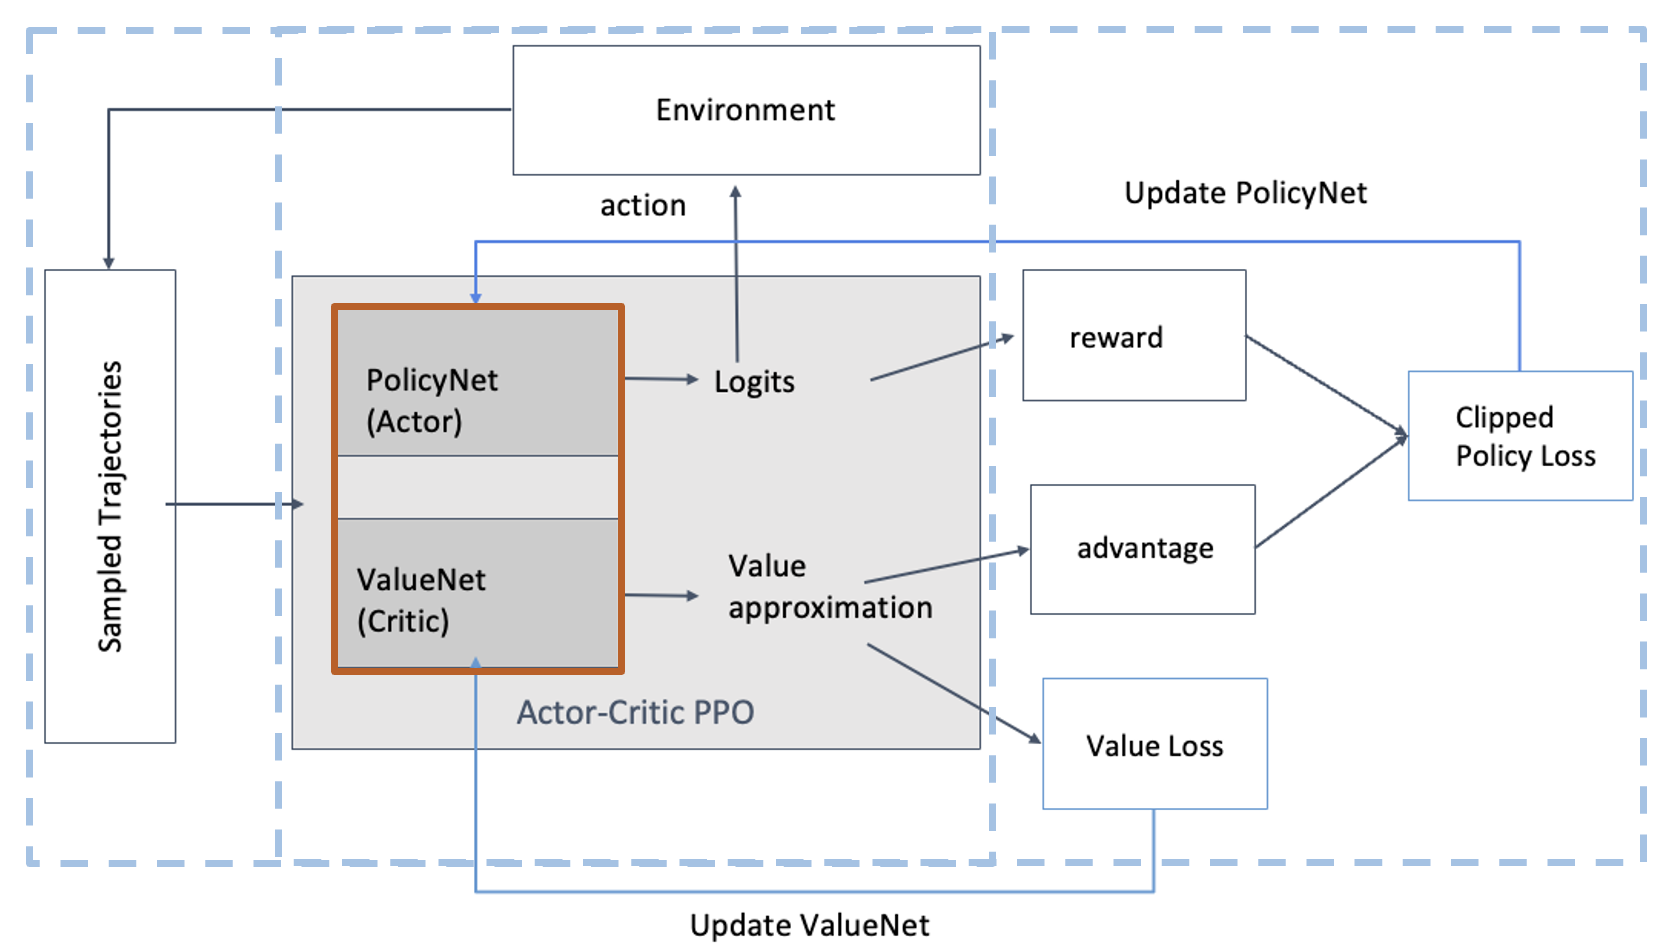 Environment
action
Update PolicyNet
Sampled Trajectories
PolicyNet
(Actor)
Logits
reward
Clipped
Policy Loss
ValueNet
(Critic)
Value
approximation
advantage
Actor-Critic PPO
Value Loss
Update ValueNet